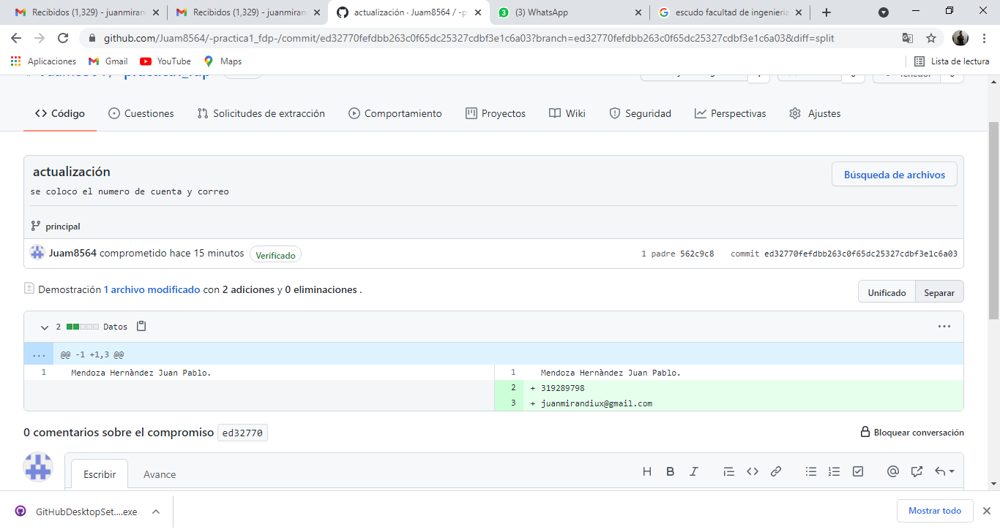 Recibidos (1,329) - juanmiran
Recibidos (1,329) - juanmiran
actualización · Juam8564 / -p
(3) WhatsApp
escudo facultad de ingenieria
github.com/Juam8564/-practica1_fdp-/commit/ed32770fefdbb263c0f65dc25327cdbf3e1c6a03?branch=ed32770fefdbb263c0f65dc25327cdbf3e1c6a03&diff=split
Aplicaciones Gmail YouTube Maps Lista de lectura
Código Cuestiones Solicitudes de extracción Comportamiento Proyectos Wiki Seguridad Perspectivas Ajustes
actualización
Búsqueda de archivos
se coloco el numero de cuenta y correo
principal
Juam8564 comprometido hace 15 minutos Verificado
1 padre 562c9c8 commit ed32770fefdbb263c0f65dc25327cdbf3e1c6a03
Demostración 1 archivo modificado con 2 adiciones y 0 eliminaciones .
Unificado Separar
2 Datos
... @@ -1 +1,3 @@
1 Mendoza Hernàndez Juan Pablo. 1 Mendoza Hernàndez Juan Pablo.
2 + 319289798
3 + juanmirandiux@gmail.com
0 comentarios sobre el compromiso ed32770
Bloquear conversación
Escribir Avance
GitHubDesktopSet....exe
Mostrar todo